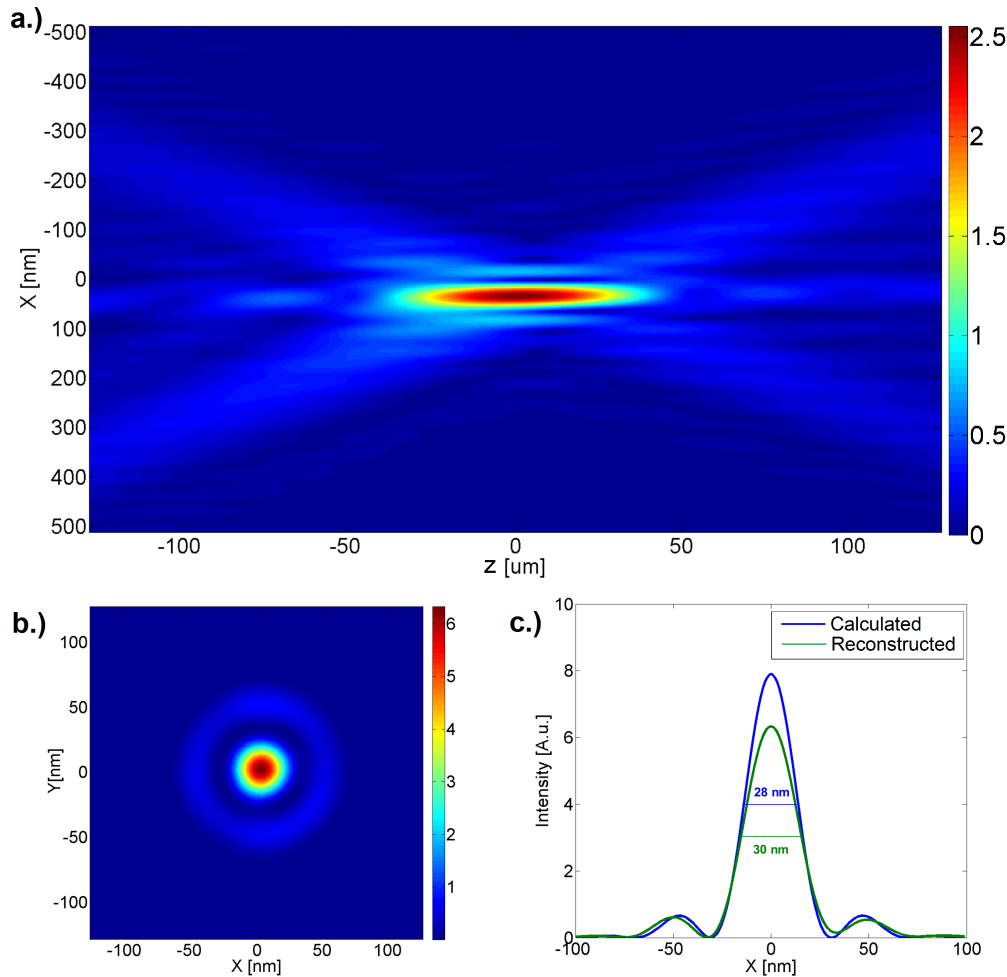 a.)
-500
-400
-300
-200
-100
0
100
200
300
400
500
X [nm]
-100 -50 0 50 100
z [um]
2.5
2
1.5
1
0.5
0
b.)
100
50
0
-50
-100
Y[nm]
-100 -50 0 50 100
X [nm]
6
5
4
3
2
1
c.)
10
8
6
4
2
0
Intensity [A.u.]
Calculated
Reconstructed
28 nm
30 nm
-100 -50 0 50 100
X [nm]